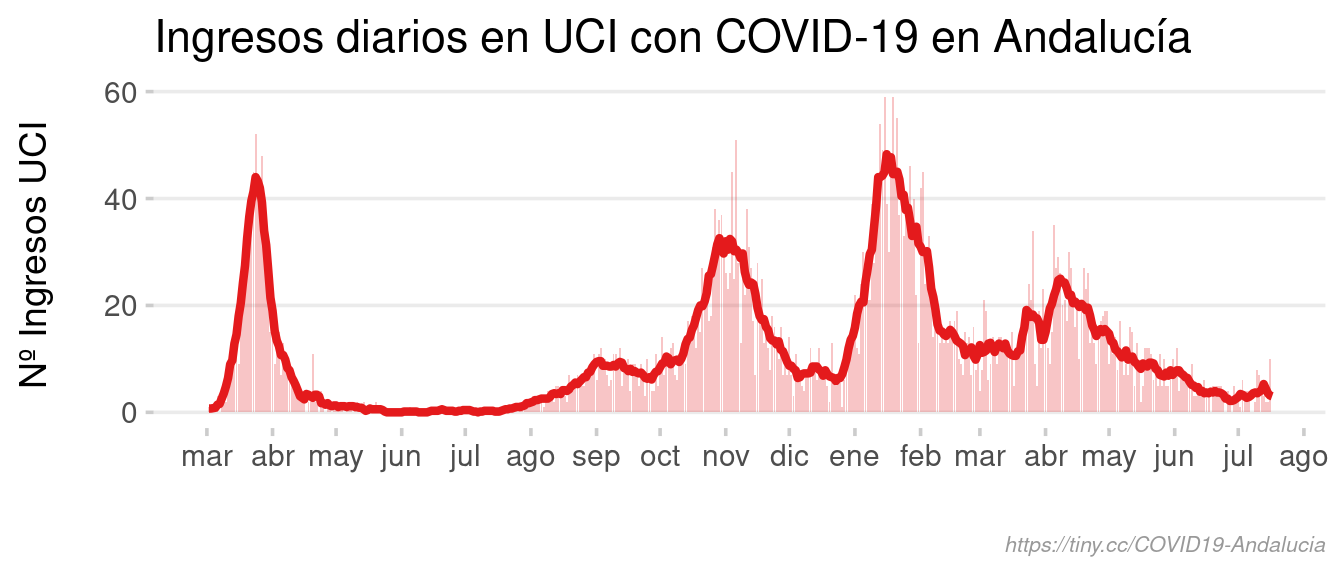 Ingresos diarios en UCI con COVID-19 en Andalucía
Nº Ingresos UCI
60
40
20
0
mar abr may jun jul ago sep oct nov dic ene feb mar abr may jun jul ago
https://tiny.cc/COVID19-Andalucia